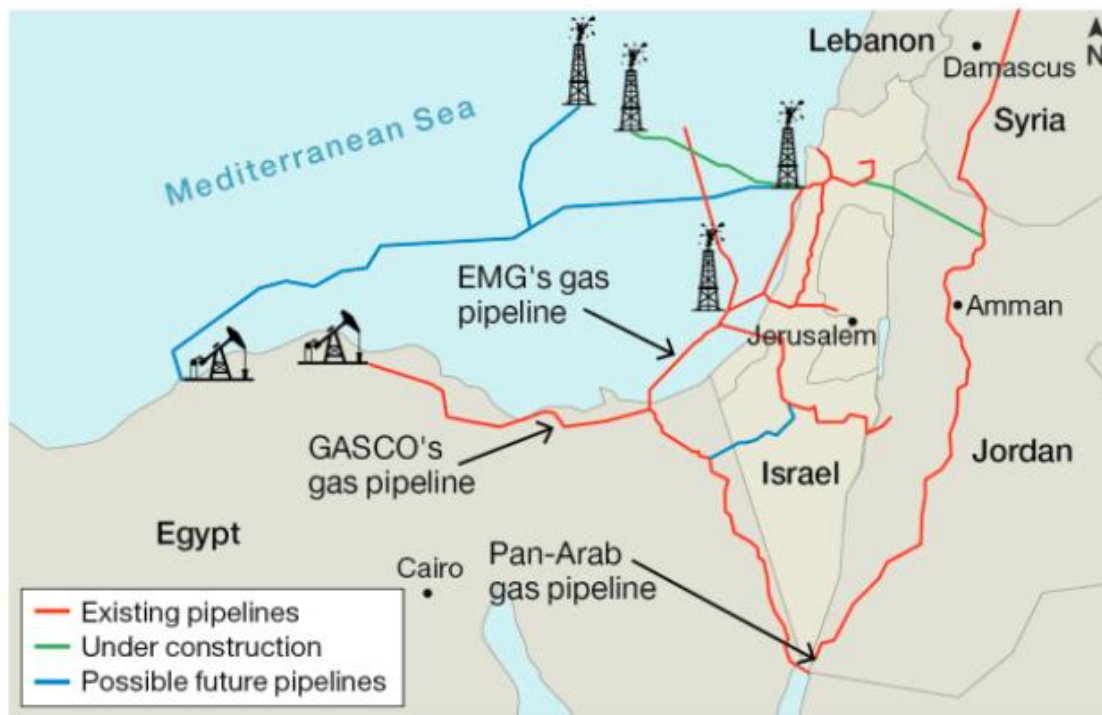 Lebanon
N
Damascus
Syria
Mediterranean Sea
EMG's gas
pipeline
Jerusalem
Amman
GASCO's
gas pipeline
Israel
Jordan
Egypt
Pan-Arab
gas pipeline
Cairo
Existing pipelines
Under construction
Possible future pipelines